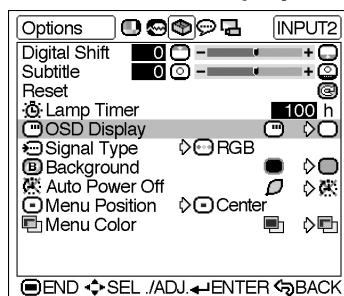 Options INPUT2
Digital Shift 0 - +
Subtitle 0 - +
Reset
Lamp Timer 100 h
OSD Display
Signal Type RGB
B Background
Auto Power Off
Menu Position Center
Menu Color
END SEL./ADJ. ENTER BACK